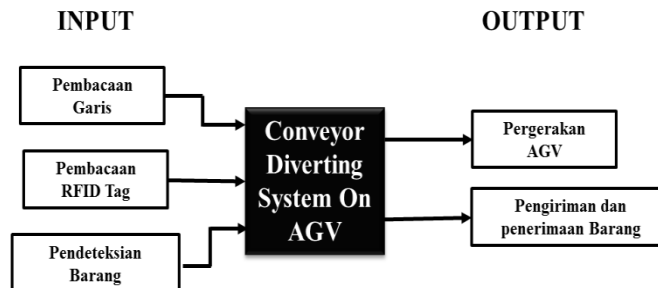 INPUT
OUTPUT
Pembacaan
Garis
Pembacaan
RFID Tag
Pendeteksian
Barang
Conveyor
Diverting
System On
AGV
Pergerakan
AGV
Pengiriman dan
penerimaan Barang